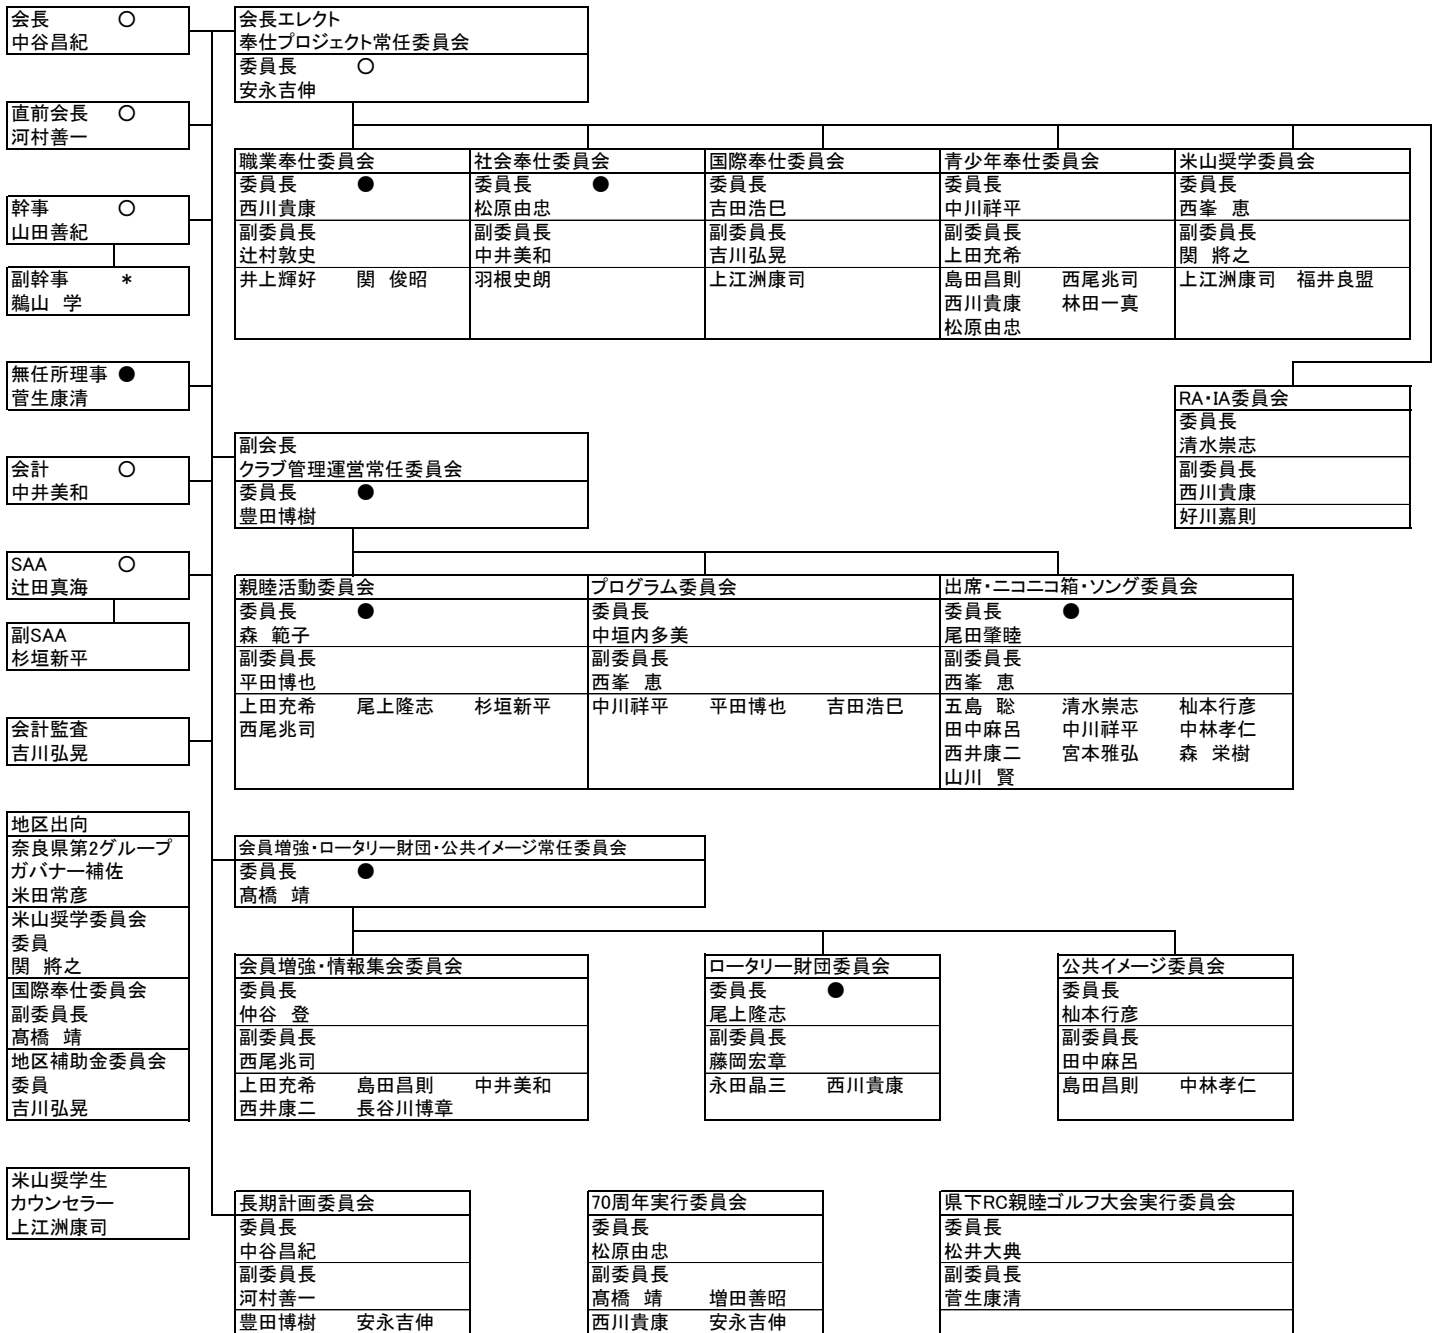 会長 ○
中谷昌紀
直前会長 ○
河村善一
幹事 ○
山田善紀
副幹事 *
鵜山 学
無任所理事 ●
菅生康清
会計 ○
中井美和
SAA ○
辻田真海
副SAA
杉垣新平
会計監査
吉川弘晃
地区出向
奈良県第2グループ
ガバナー補佐
米田常彦
米山奨学委員会
委員
関 將之
国際奉仕委員会
副委員長
髙橋 靖
地区補助金委員会
委員
吉川弘晃
米山奨学生
カウンセラー
上江洲康司
会長エレクト
奉仕プロジェクト常任委員会
委員長 ○
安永吉伸
職業奉仕委員会
委員長 ●
西川貴康
副委員長
辻村敦史
井上輝好 関 俊昭
社会奉仕委員会
委員長 ●
松原由忠
副委員長
中井美和
羽根史朗
国際奉仕委員会
委員長
吉田浩巳
副委員長
吉川弘晃
上江洲康司
青少年奉仕委員会
委員長
中川祥平
副委員長
上田充希
島田昌則 西尾兆司
西川貴康 林田一真
松原由忠
米山奨学委員会
委員長
西峯 恵
副委員長
関 將之
上江洲康司 福井良盟
RA・IA委員会
委員長
清水崇志
副委員長
西川貴康
好川嘉則
副会長
クラブ管理運営常任委員会
委員長 ●
豊田博樹
親睦活動委員会
委員長 ●
森 範子
副委員長
平田博也
上田充希 尾上隆志 杉垣新平
西尾兆司
プログラム委員会
委員長
中垣内多美
副委員長
西峯 恵
中川祥平 平田博也 吉田浩巳
出席・ニコニコ箱・ソング委員会
委員長 ●
尾田肇睦
副委員長
西峯 恵
五島 聡 清水崇志 杣本行彦
田中麻呂 中川祥平 中林孝仁
西井康二 宮本雅弘 森 栄樹
山川 賢
会員増強・ロータリー財団・公共イメージ常任委員会
委員長 ●
髙橋 靖
会員増強・情報集会委員会
委員長
仲谷 登
副委員長
西尾兆司
上田充希 島田昌則 中井美和
西井康二 長谷川博章
ロータリー財団委員会
委員長 ●
尾上隆志
副委員長
藤岡宏章
永田晶三 西川貴康
公共イメージ委員会
委員長
杣本行彦
副委員長
田中麻呂
島田昌則 中林孝仁
長期計画委員会
委員長
中谷昌紀
副委員長
河村善一
豊田博樹 安永吉伸
70周年実行委員会
委員長
松原由忠
副委員長
髙橋 靖 増田善昭
西川貴康 安永吉伸
県下RC親睦ゴルフ大会実行委員会
委員長
松井大典
副委員長
菅生康清